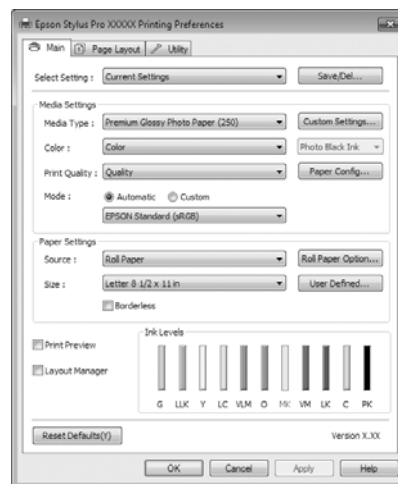 Epson Stylus Pro XXXXX Printing Preferences
Main Page Layout Utility
Select Setting : Current Settings Save/Del...
Media Settings
Media Type : Premium Glossy Photo Paper (250) Custom Settings...
Color : Color Photo Black Ink
Print Quality : Quality Paper Config...
Mode : Automatic Custom
EPSON Standard (sRGB)
Paper Settings
Source : Roll Paper Roll Paper Option...
Size : Letter 8 1/2 x 11 in User Defined...
Borderless
Print Preview
Layout Manager
Ink Levels
G LLK Y LC VLM O MK VM LK C PK
Reset Defaults(Y) Version X.XX
OK Cancel Apply Help